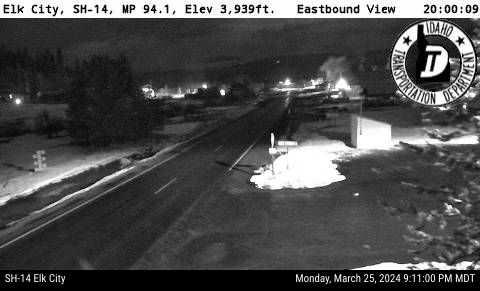 Elk City, SH-14, MP 94.1, Elev 3,939ft. Eastbound View 20:00:09
IDAHO
TRANSPORTATION DEPARTMENT
SH-14 Elk City Monday, March 25, 2024 9:11:00 PM MDT